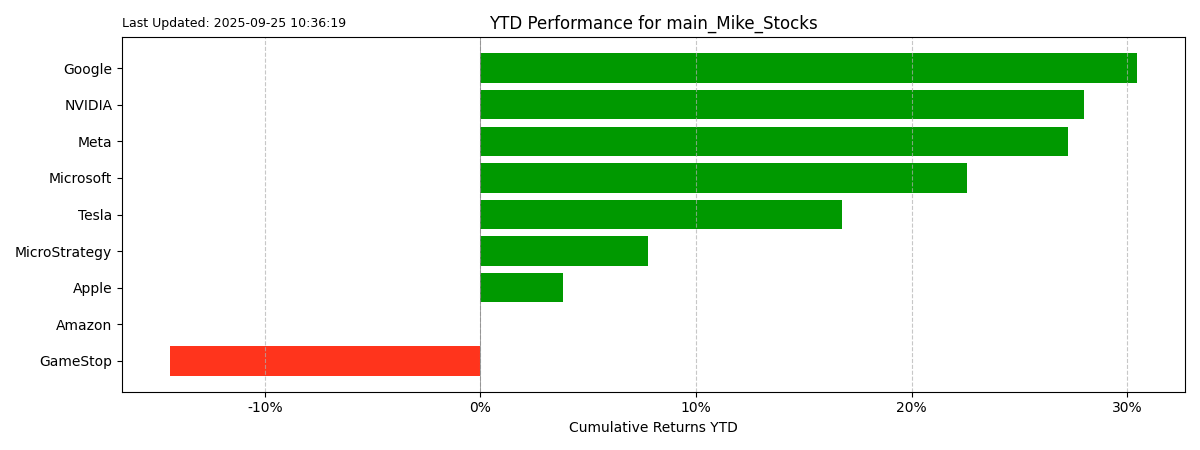 Last Updated: 2025-09-25 10:36:19
YTD Performance for main_Mike_Stocks
Google
NVIDIA
Meta
Microsoft
Tesla
MicroStrategy
Apple
Amazon
GameStop
-10% 0% 10% 20% 30%
Cumulative Returns YTD